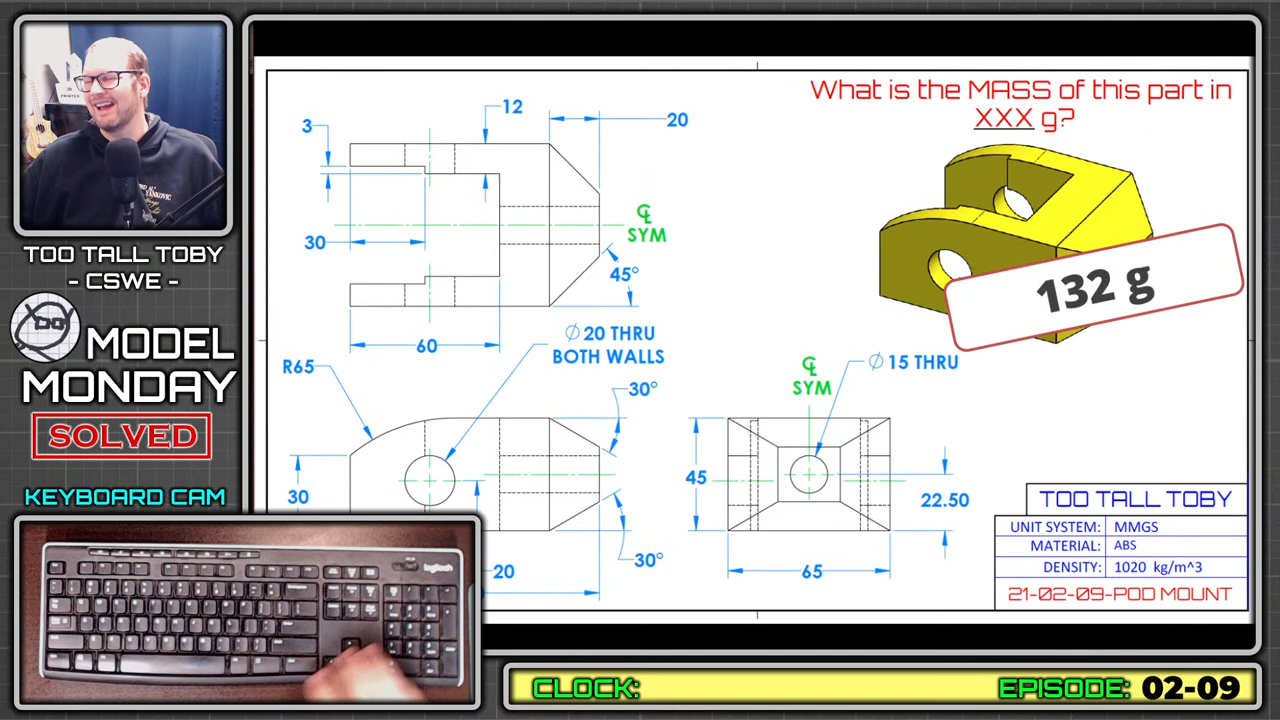 TOO TALL TOBY
- CSWE -
MODEL
MONDAY
SOLVED
KEYBOARD CAM
logitech
What is the MASS of this part in
XXX g?
132 g
3
12
20
℄
SYM
30
45°
60
Ø 20 THRU
BOTH WALLS
R65
30°
30
30°
20
℄
SYM
Ø 15 THRU
45
22.50
65
TOO TALL TOBY
UNIT SYSTEM: MMGS
MATERIAL: ABS
DENSITY: 1020 kg/m^3
21-02-09-POD MOUNT
CLOCK:
EPISODE: 02-09